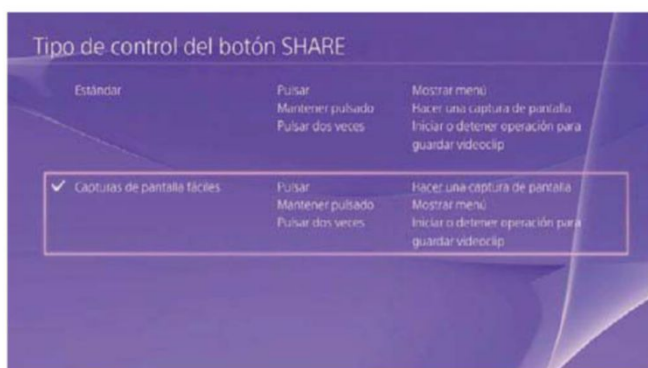 Tipo de control del botón SHARE
Estándar Pulsar Mostrar menú
Mantener pulsado Hacer una captura de pantalla
Pulsar dos veces Iniciar o detener operación para
guardar videoclip
✓ Capturas de pantalla fáciles Pulsar Hacer una captura de pantalla
Mantener pulsado Mostrar menú
Pulsar dos veces Iniciar o detener operación para
guardar videoclip